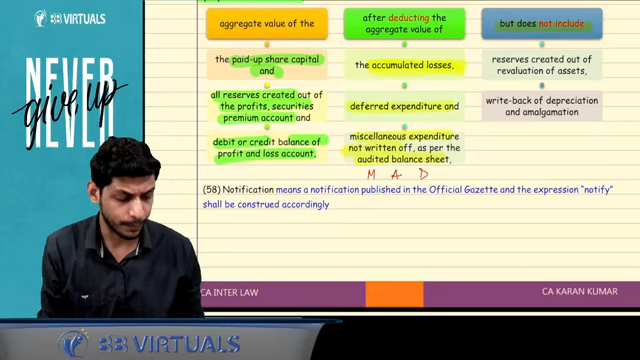 BB VIRTUALS
NEVER
give up
NEVER
aggregate value of the
the paid-up share capital
and
all reserves created out of
the profits, securities
premium account and
debit or credit balance of
profit and loss account,
after deducting the
aggregate value of
the accumulated losses,
deferred expenditure and
miscellaneous expenditure
not written off, as per the
audited balance sheet,
M A D
but does not include
reserves created out of
revaluation of assets,
write-back of depreciation
and amalgamation
(58) Notification means a notification published in the Official Gazette and the expression "notify"
shall be construed accordingly
CA INTER LAW
CA KARAN KUMAR
BB VIRTUALS